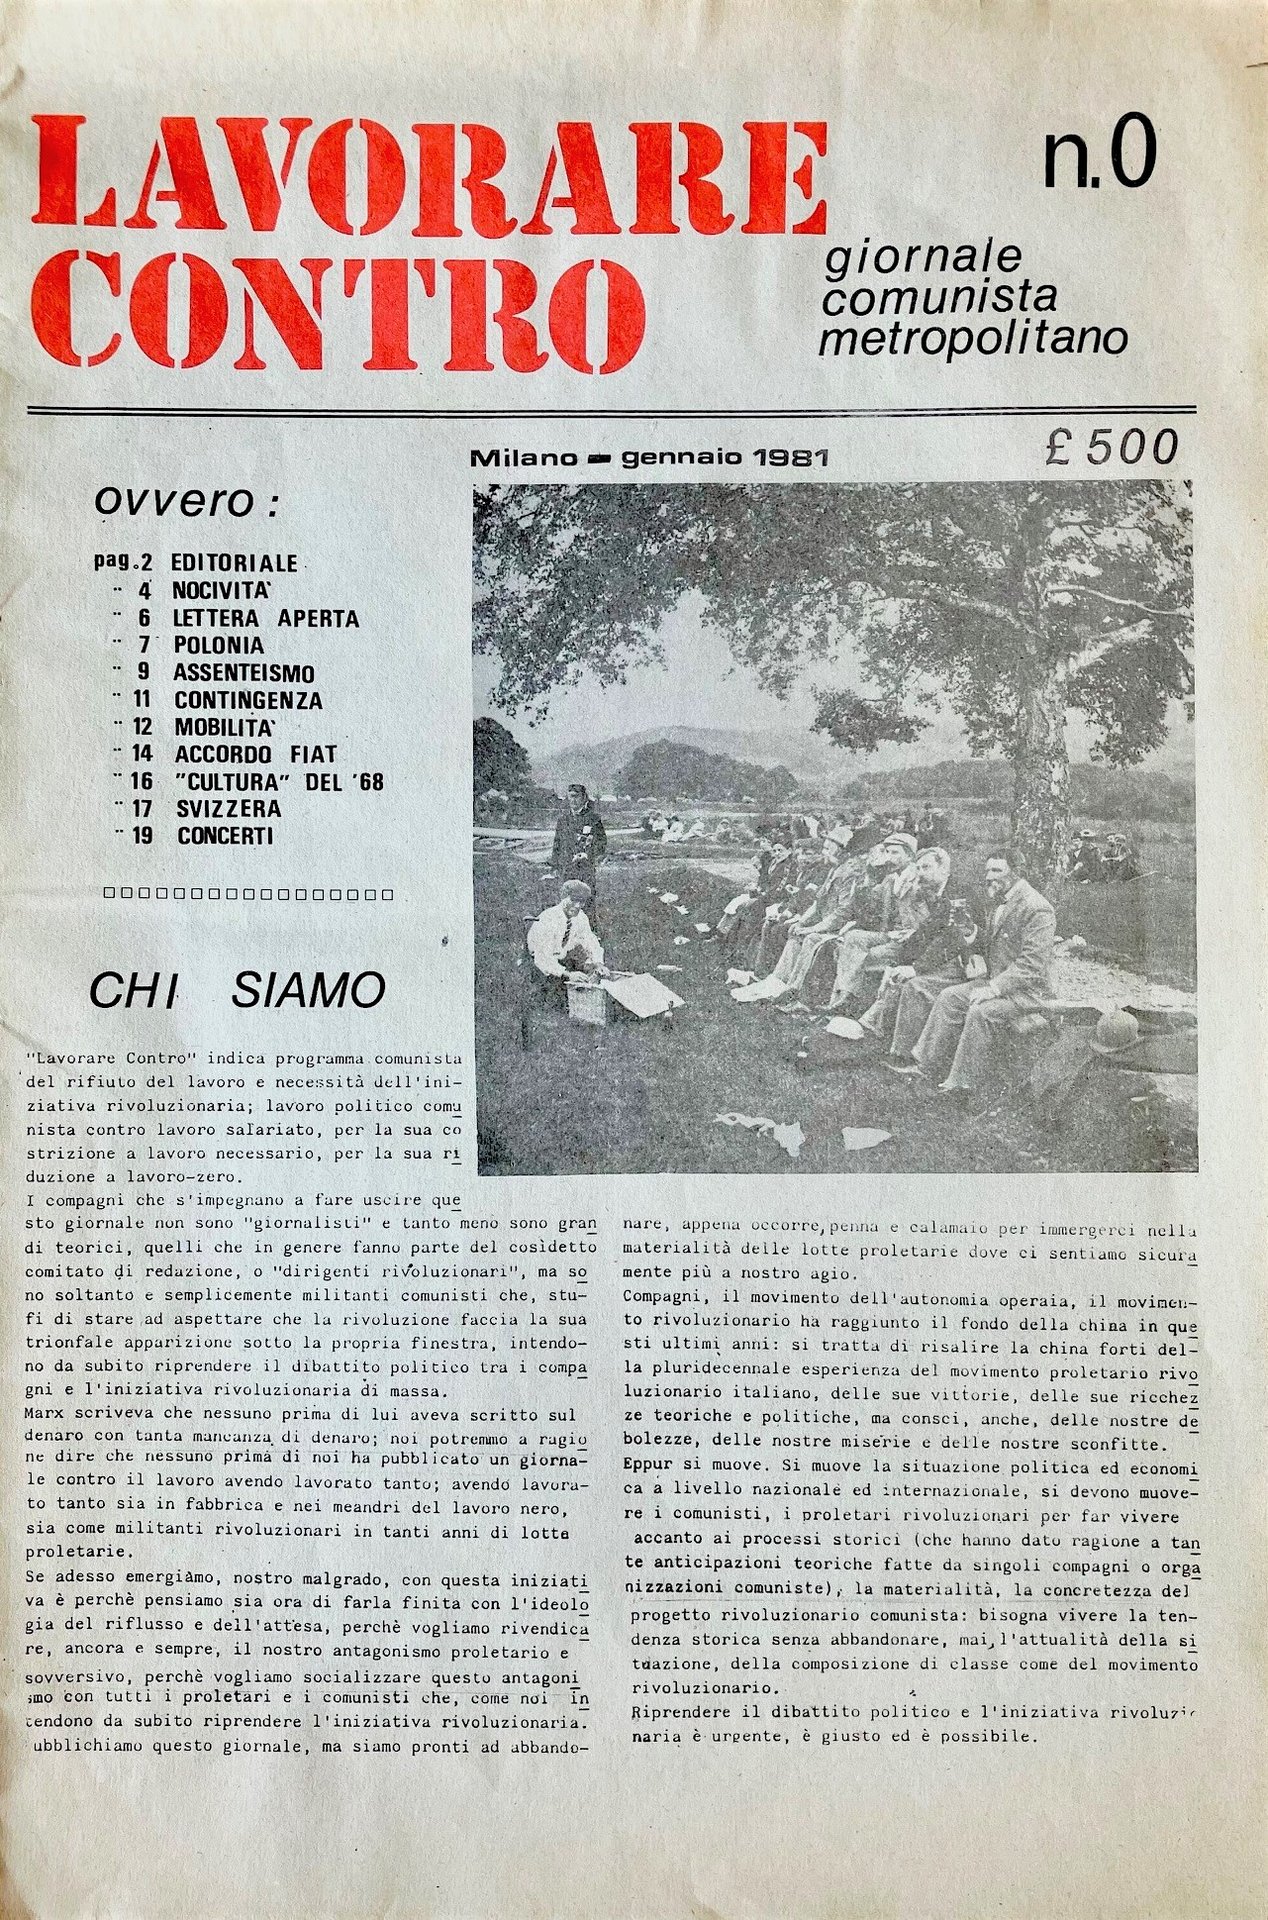 LAVORARE
CONTRO
n.0
giornale
comunista
metropolitano
Milano - gennaio 1981
£ 500
ovvero :
pag.2 EDITORIALE
¨ 4 NOCIVITA'
¨ 6 LETTERA APERTA
¨ 7 POLONIA
¨ 9 ASSENTEISMO
¨ 11 CONTINGENZA
¨ 12 MOBILITA'
¨ 14 ACCORDO FIAT
¨ 16 "CULTURA" DEL '68
¨ 17 SVIZZERA
¨ 19 CONCERTI
CHI SIAMO
"Lavorare Contro" indica programma comunista
del rifiuto del lavoro e necessità dell'ini-
ziativa rivoluzionaria; lavoro politico comu
nista contro lavoro salariato, per la sua co
strizione a lavoro necessario, per la sua ri
duzione a lavoro-zero.
I compagni che s'impegnano a fare uscire que
sto giornale non sono "giornalisti" e tanto meno sono gran
di teorici, quelli che in genere fanno parte del cosìdetto
comitato di redazione, o "dirigenti rivoluzionari", ma so
no soltanto e semplicemente militanti comunisti che, stu-
fi di stare ad aspettare che la rivoluzione faccia la sua
trionfale apparizione sotto la propria finestra, intendo-
no da subito riprendere il dibattito politico tra i compa
gni e l'iniziativa rivoluzionaria di massa.
Marx scriveva che nessuno prima di lui aveva scritto sul
denaro con tanta mancanza di denaro; noi potremmo a ragio
ne dire che nessuno prima di noi ha pubblicato un giorna-
le contro il lavoro avendo lavorato tanto; avendo lavora-
to tanto sia in fabbrica e nei meandri del lavoro nero,
sia come militanti rivoluzionari in tanti anni di lotte
proletarie.
Se adesso emergiamo, nostro malgrado, con questa iniziati
va è perchè pensiamo sia ora di farla finita con l'ideolo
gia del riflusso e dell'attesa, perchè vogliamo rivendica
re, ancora e sempre, il nostro antagonismo proletario e
sovversivo, perchè vogliamo socializzare questo antagoni
smo con tutti i proletari e i comunisti che, come noi in
tendono da subito riprendere l'iniziativa rivoluzionaria.
ubblichiamo questo giornale, ma siamo pronti ad abbando-
nare, appena occorre, penna e calamaio per immergerci nella
materialità delle lotte proletarie dove ci sentiamo sicura
mente più a nostro agio.
Compagni, il movimento dell'autonomia operaia, il movimen-
to rivoluzionario ha raggiunto il fondo della china in que
sti ultimi anni: si tratta di risalire la china forti del-
la pluridecennale esperienza del movimento proletario rivo
luzionario italiano, delle sue vittorie, delle sue ricchez
ze teoriche e politiche, ma consci, anche, delle nostre de
bolezze, delle nostre miserie e delle nostre sconfitte.
Eppur si muove. Si muove la situazione politica ed economi
ca a livello nazionale ed internazionale, si devono muove-
re i comunisti, i proletari rivoluzionari per far vivere
accanto ai processi storici (che hanno dato ragione a tan
te anticipazioni teoriche fatte da singoli compagni o orga
nizzazioni comuniste), la materialità, la concretezza del
progetto rivoluzionario comunista: bisogna vivere la ten-
denza storica senza abbandonare, mai, l'attualità della si
tuazione, della composizione di classe come del movimento
rivoluzionario.
Riprendere il dibattito politico e l'iniziativa rivoluzio
naria è urgente, è giusto ed è possibile.